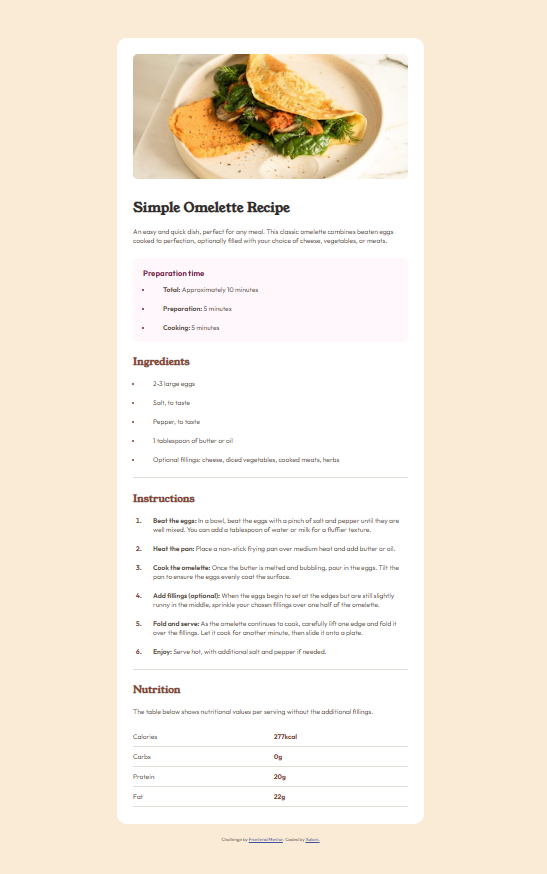 Simple Omelette Recipe
An easy and quick dish, perfect for any meal. This classic omelette combines beaten eggs
cooked to perfection, optionally filled with your choice of cheese, vegetables, or meats.
Preparation time
• Total: Approximately 10 minutes
• Preparation: 5 minutes
• Cooking: 5 minutes
Ingredients
• 2-3 large eggs
• Salt, to taste
• Pepper, to taste
• 1 tablespoon of butter or oil
• Optional fillings: cheese, diced vegetables, cooked meats, herbs
Instructions
1. Beat the eggs: In a bowl, beat the eggs with a pinch of salt and pepper until they are
well mixed. You can add a tablespoon of water or milk for a fluffier texture.
2. Heat the pan: Place a non-stick frying pan over medium heat and add butter or oil.
3. Cook the omelette: Once the butter is melted and bubbling, pour in the eggs. Tilt the
pan to ensure the eggs evenly coat the surface.
4. Add fillings (optional): When the eggs begin to set at the edges but are still slightly
runny in the middle, sprinkle your chosen fillings over one half of the omelette.
5. Fold and serve: As the omelette continues to cook, carefully lift one edge and fold it
over the fillings. Let it cook for another minute, then slide it onto a plate.
6. Enjoy: Serve hot, with additional salt and pepper if needed.
Nutrition
The table below shows nutritional values per serving without the additional fillings.
Calories 277kcal
Carbs 0g
Protein 20g
Fat 22g
Challenge by Frontend Mentor. Coded by